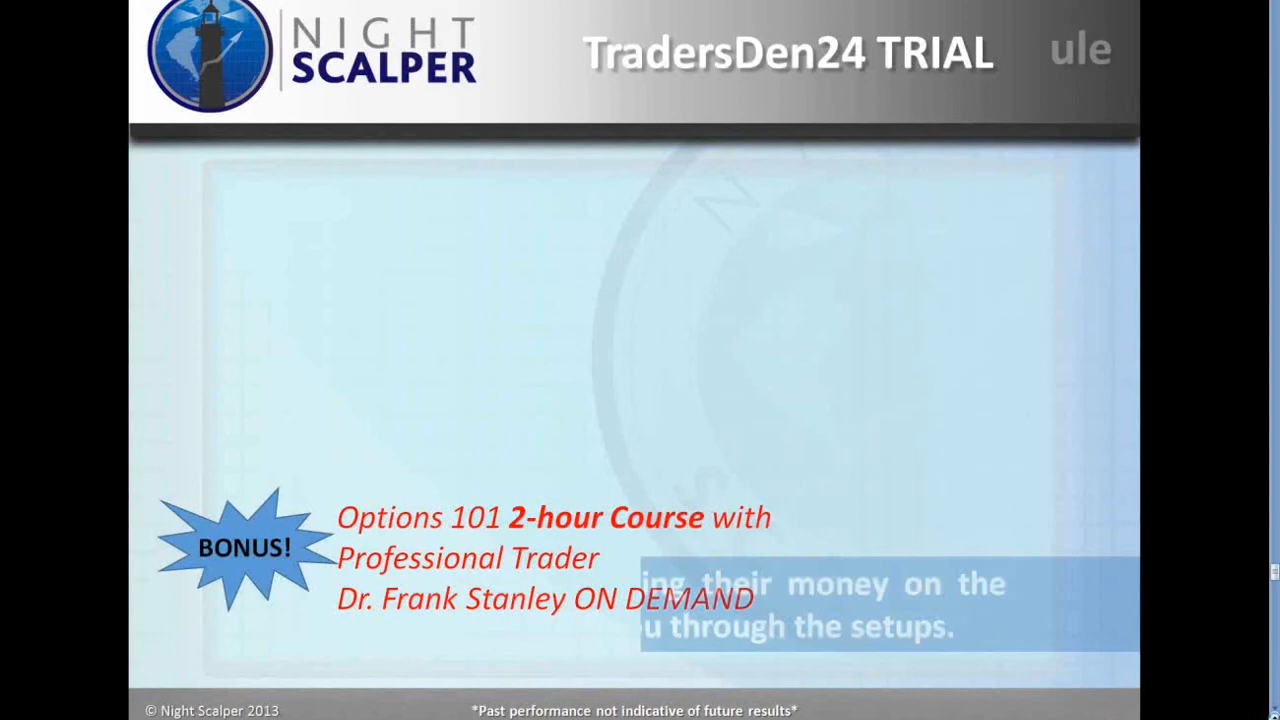 NIGHT
SCALPER
TradersDen24 TRIAL
ule
N
S
BONUS!
Options 101 2-hour Course with
Professional Trader
Dr. Frank Stanley ON DEMAND
ing their money on the
u through the setups.
© Night Scalper 2013
*Past performance not indicative of future results*